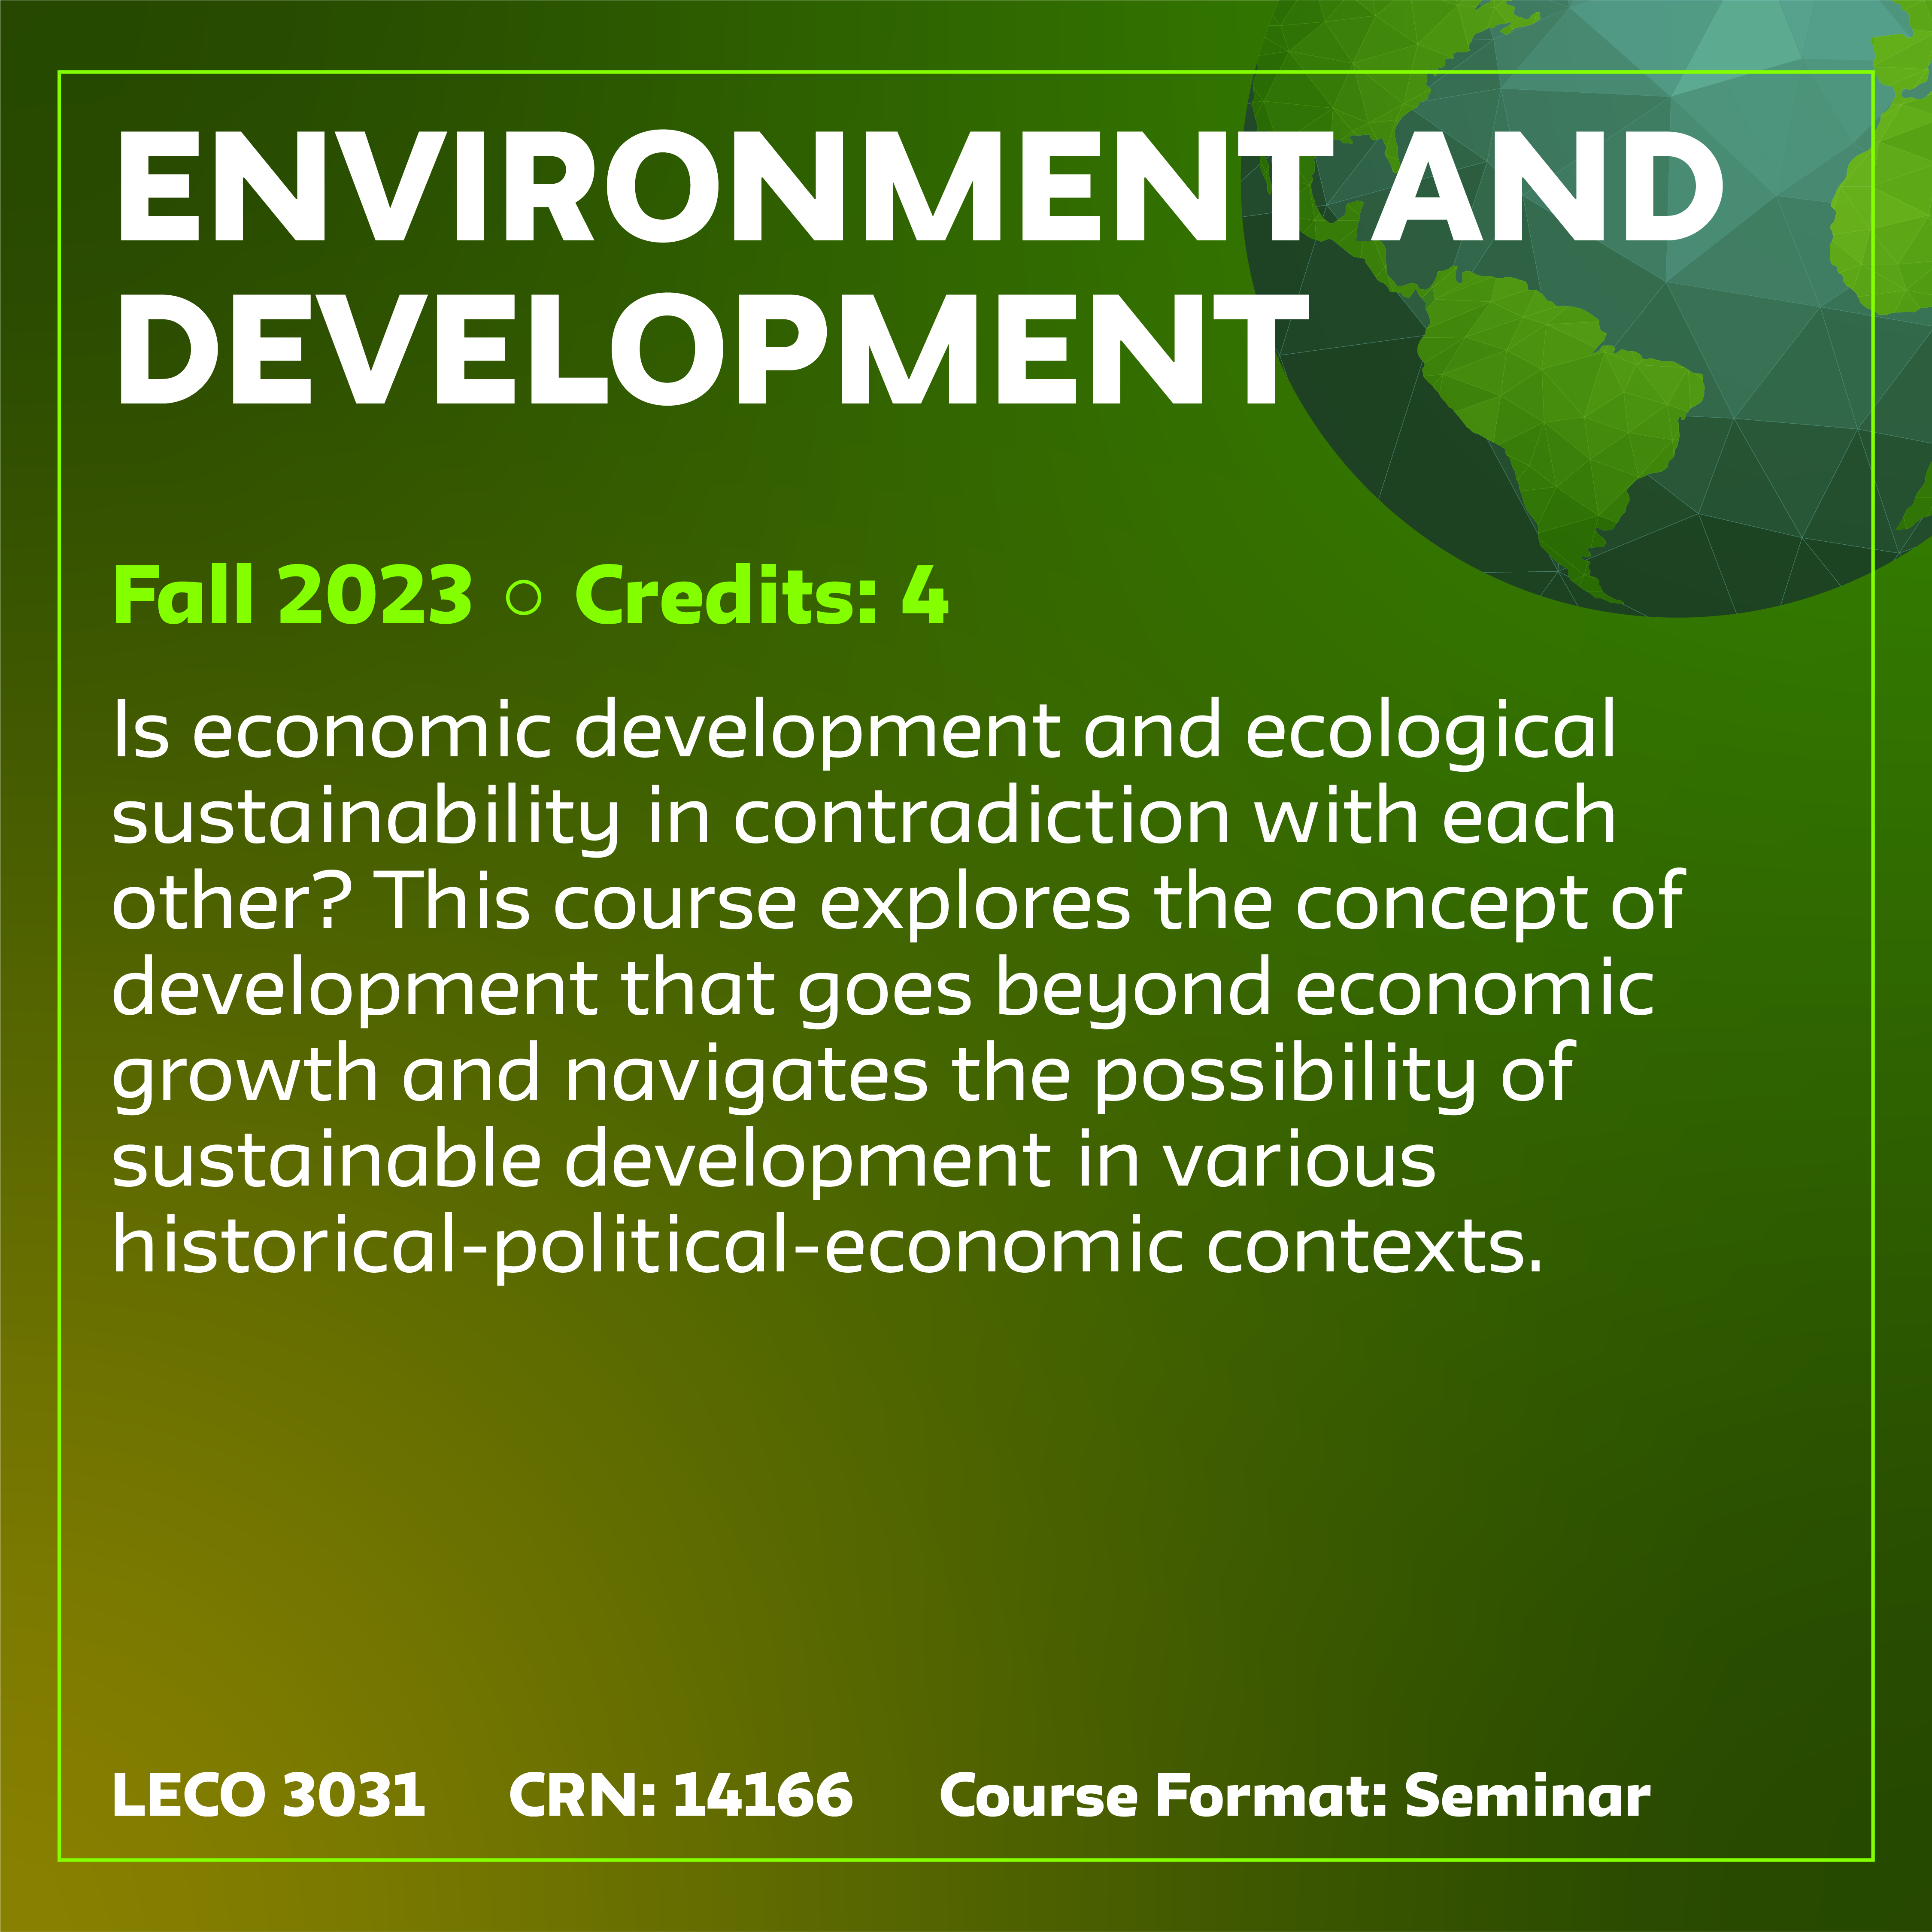 ENVIRONMENT AND
DEVELOPMENT
Fall 2023 ○ Credits: 4
Is economic development and ecological
sustainability in contradiction with each
other? This course explores the concept of
development that goes beyond economic
growth and navigates the possibility of
sustainable development in various
historical-political-economic contexts.
LECO 3031 CRN: 14166 Course Format: Seminar